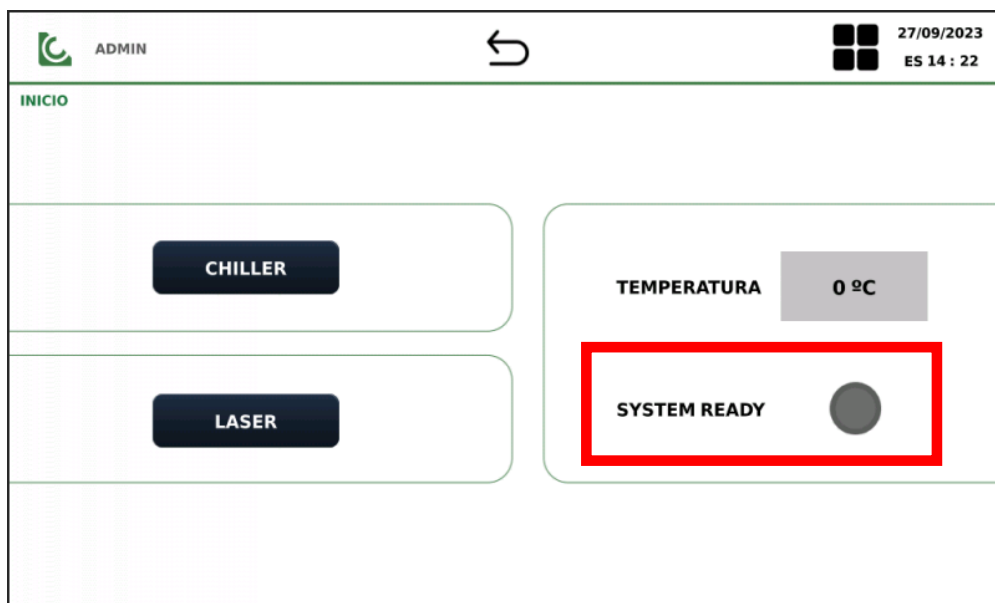 ADMIN
27/09/2023
ES 14 : 22
INICIO
CHILLER
LASER
TEMPERATURA
0 ºC
SYSTEM READY